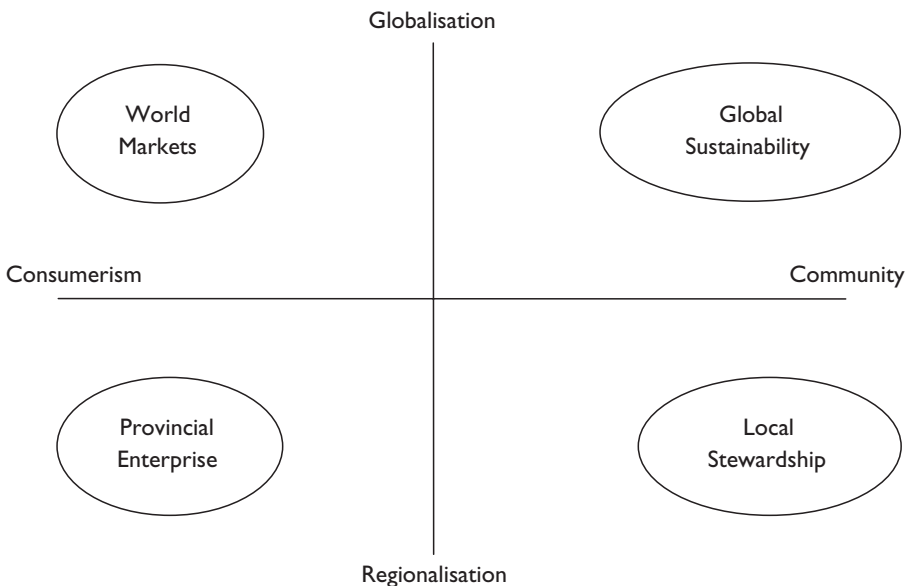 Globalisation
World
Markets
Global
Sustainability
Consumerism
Community
Provincial
Enterprise
Local
Stewardship
Regionalisation